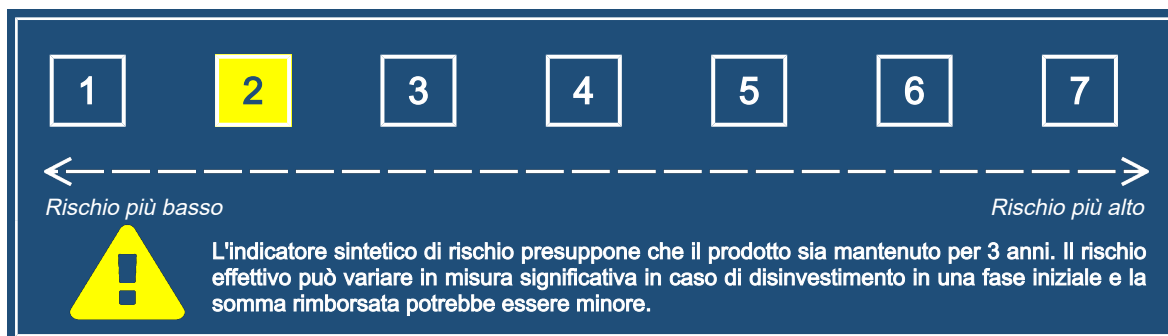 1 2 3 4 5 6 7
Rischio più basso Rischio più alto
L'indicatore sintetico di rischio presuppone che il prodotto sia mantenuto per 3 anni. Il rischio
effettivo può variare in misura significativa in caso di disinvestimento in una fase iniziale e la
somma rimborsata potrebbe essere minore.